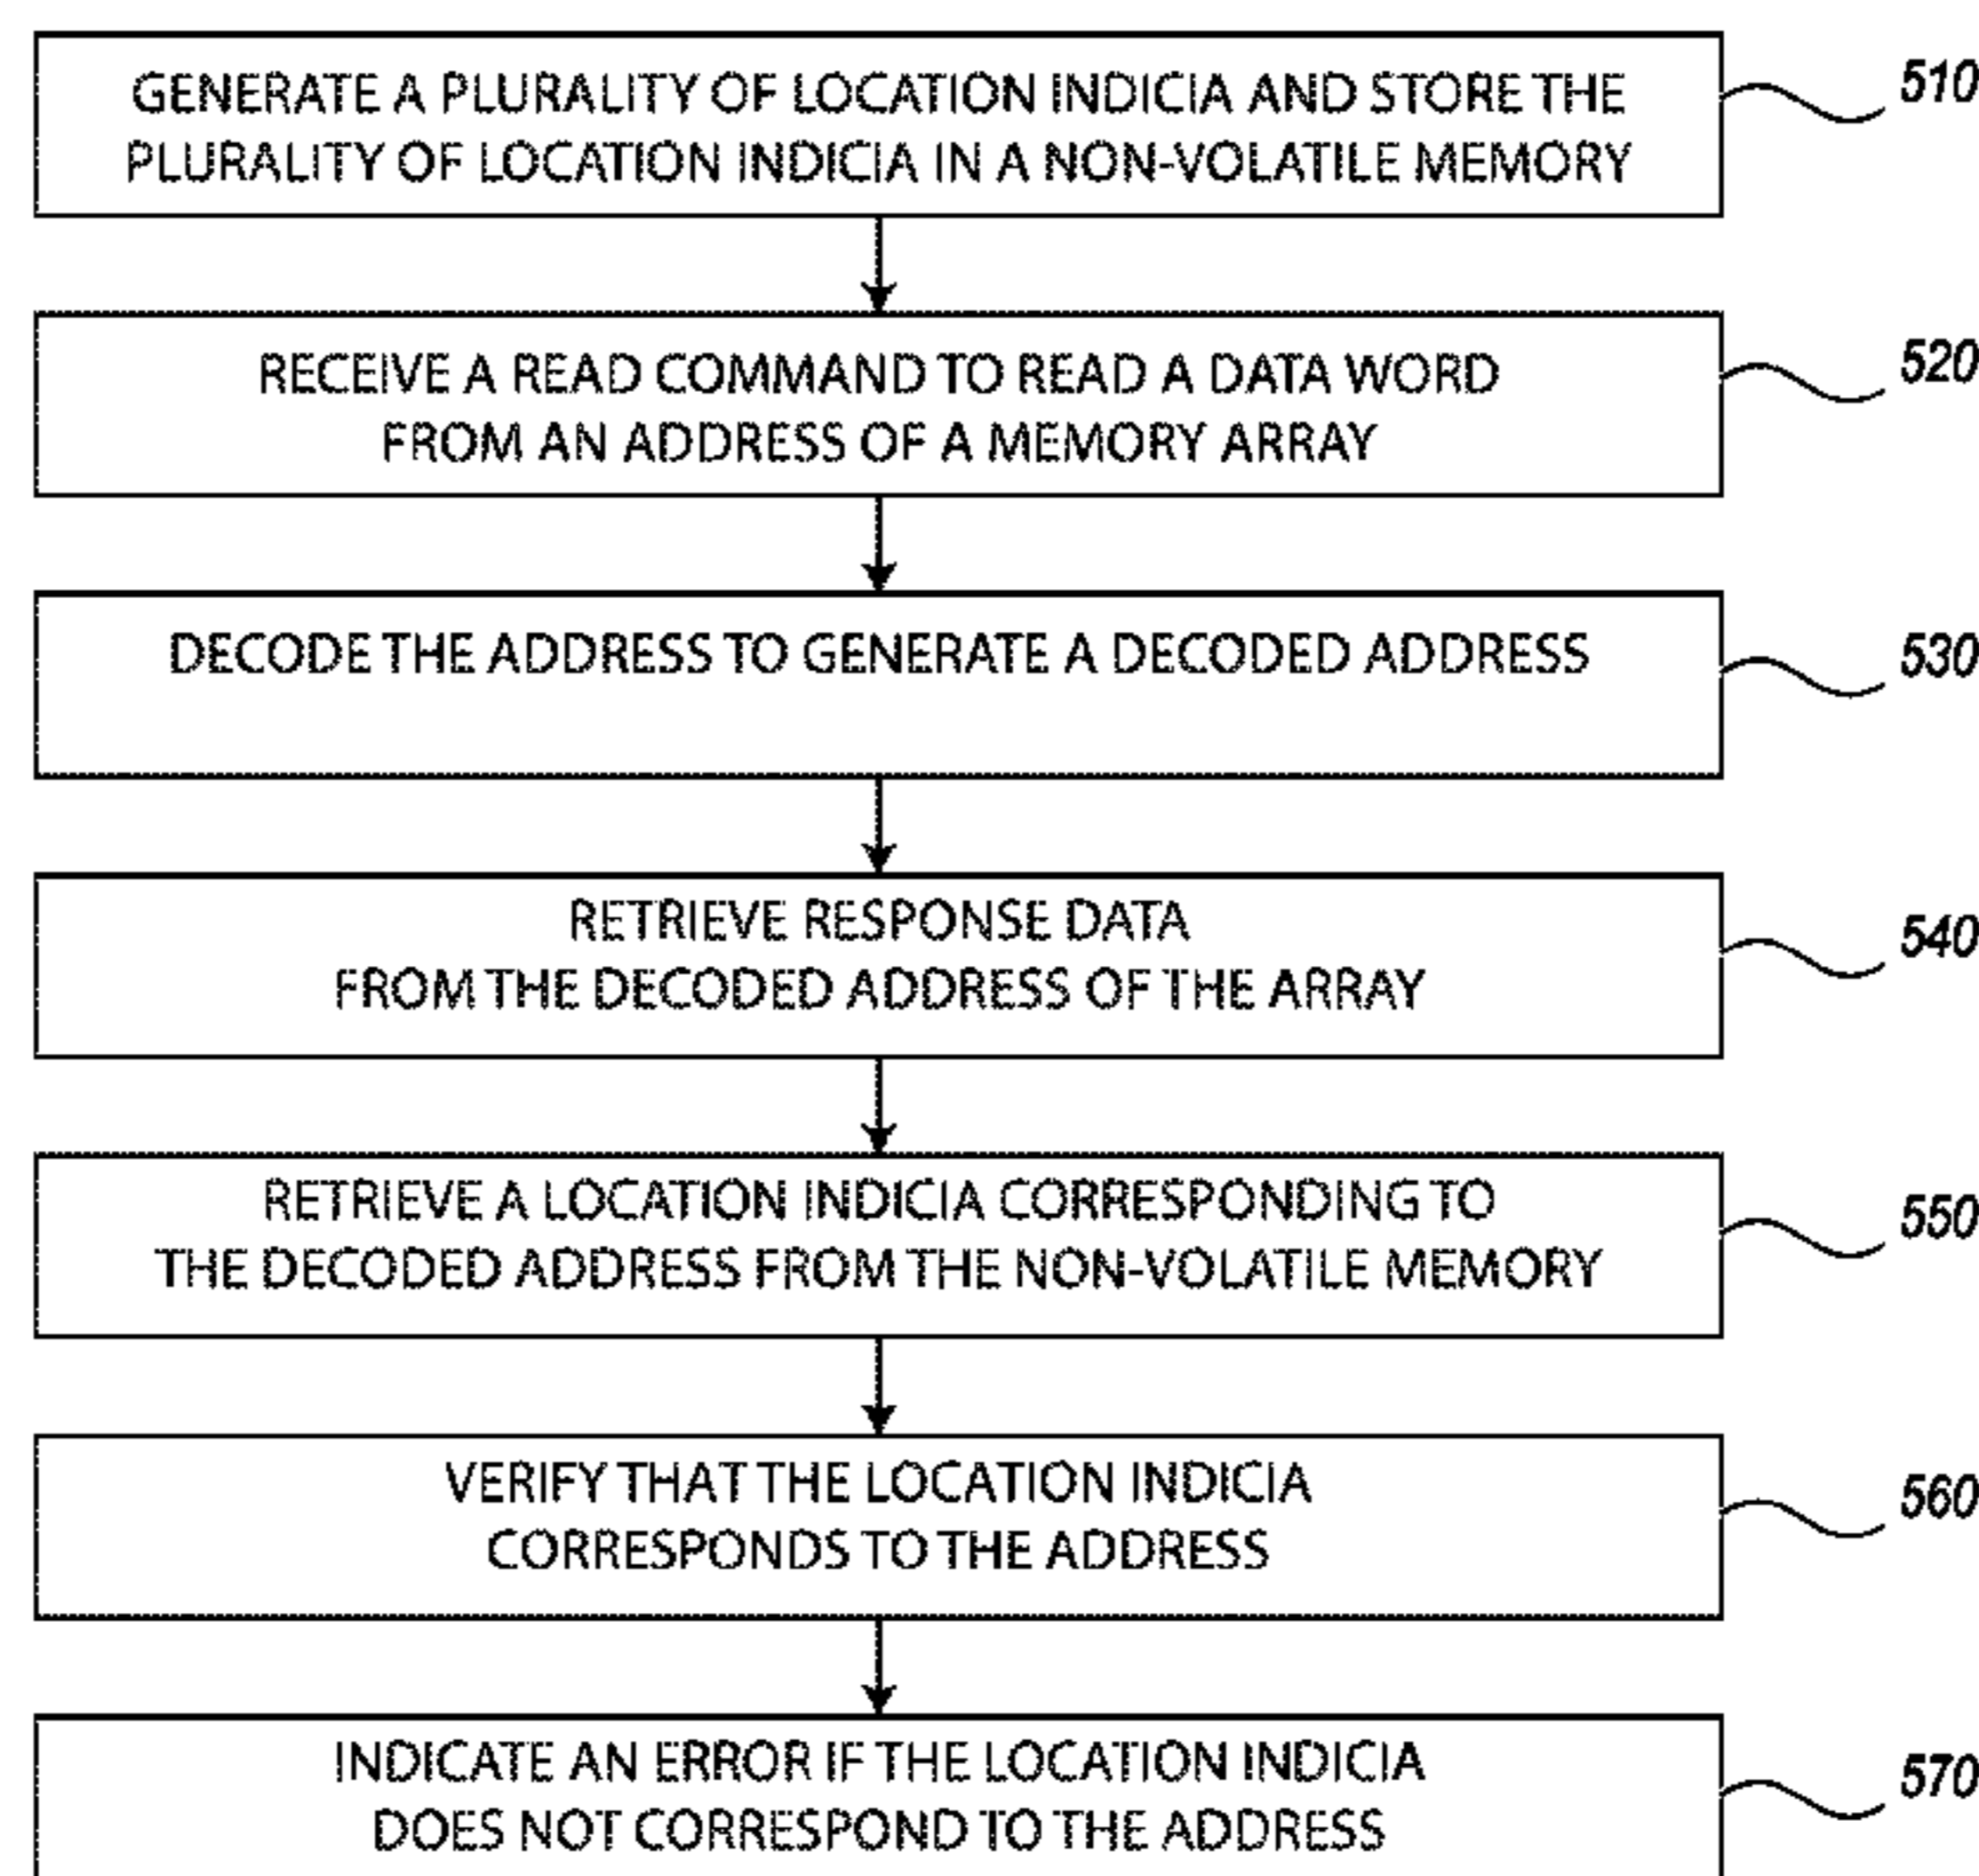 GENERATE A PLURALITY OF LOCATION INDICIA AND STORE THE
PLURALITY OF LOCATION INDICIA IN A NON-VOLATILE MEMORY
510
RECEIVE A READ COMMAND TO READ A DATA WORD
FROM AN ADDRESS OF A MEMORY ARRAY
520
DECODE THE ADDRESS TO GENERATE A DECODED ADDRESS
530
RETRIEVE RESPONSE DATA
FROM THE DECODED ADDRESS OF THE ARRAY
540
RETRIEVE A LOCATION INDICIA CORRESPONDING TO
THE DECODED ADDRESS FROM THE NON-VOLATILE MEMORY
550
VERIFY THAT THE LOCATION INDICIA
CORRESPONDS TO THE ADDRESS
560
INDICATE AN ERROR IF THE LOCATION INDICIA
DOES NOT CORRESPOND TO THE ADDRESS
570